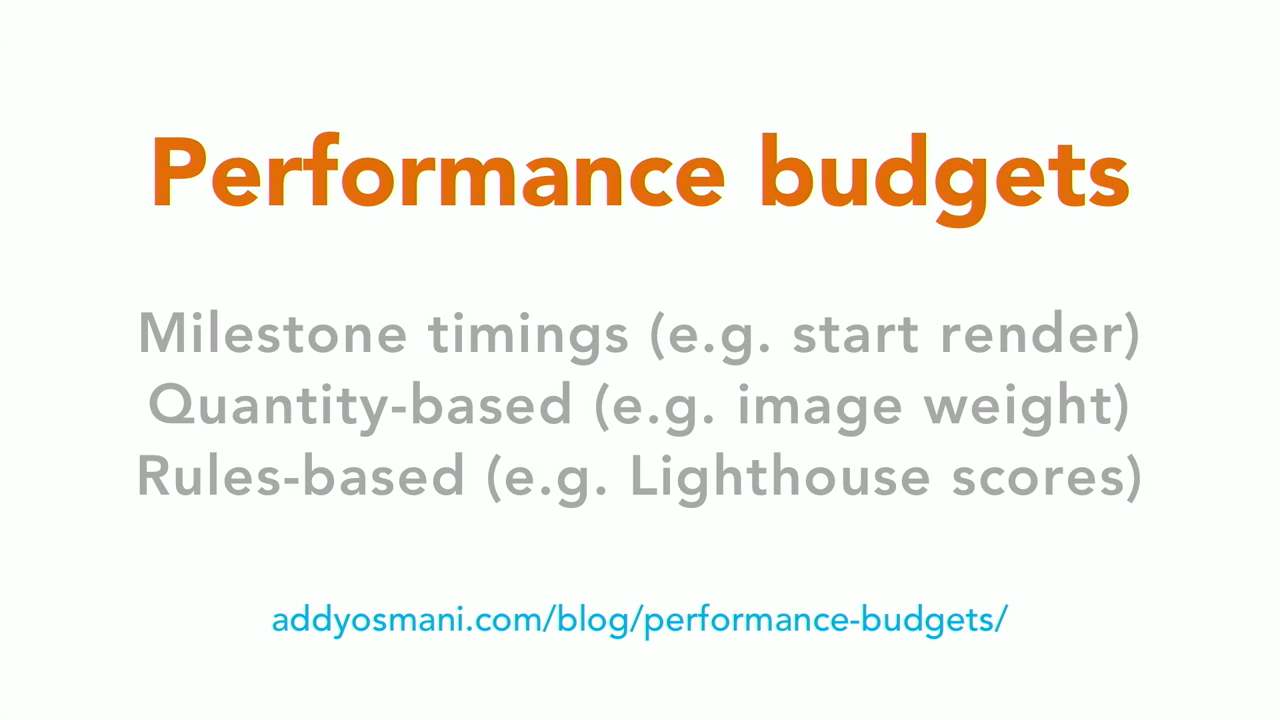 Performance budgets
Milestone timings (e.g. start render)
Quantity-based (e.g. image weight)
Rules-based (e.g. Lighthouse scores)
addyosmani.com/blog/performance-budgets/